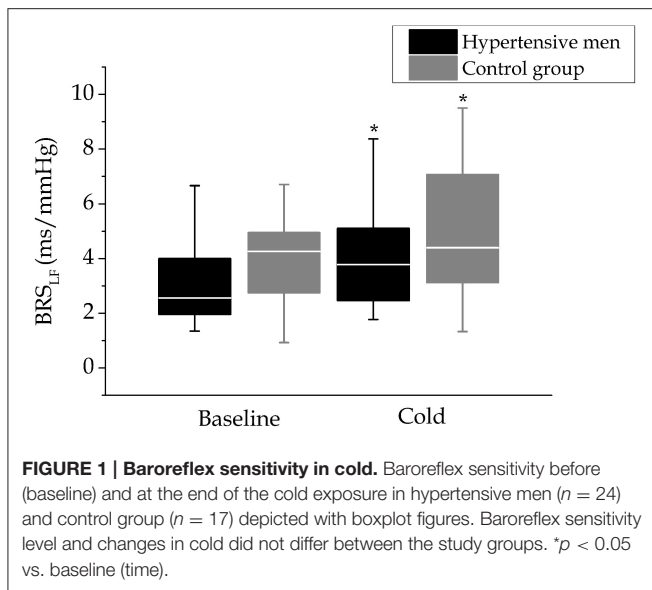 Hypertensive men
Control group
10
8
6
4
2
0
BRS_LF (ms/mmHg)
*
*
Baseline
Cold
FIGURE 1 | Baroreflex sensitivity in cold. Baroreflex sensitivity before
(baseline) and at the end of the cold exposure in hypertensive men (n = 24)
and control group (n = 17) depicted with boxplot figures. Baroreflex sensitivity
level and changes in cold did not differ between the study groups. *p < 0.05
vs. baseline (time).